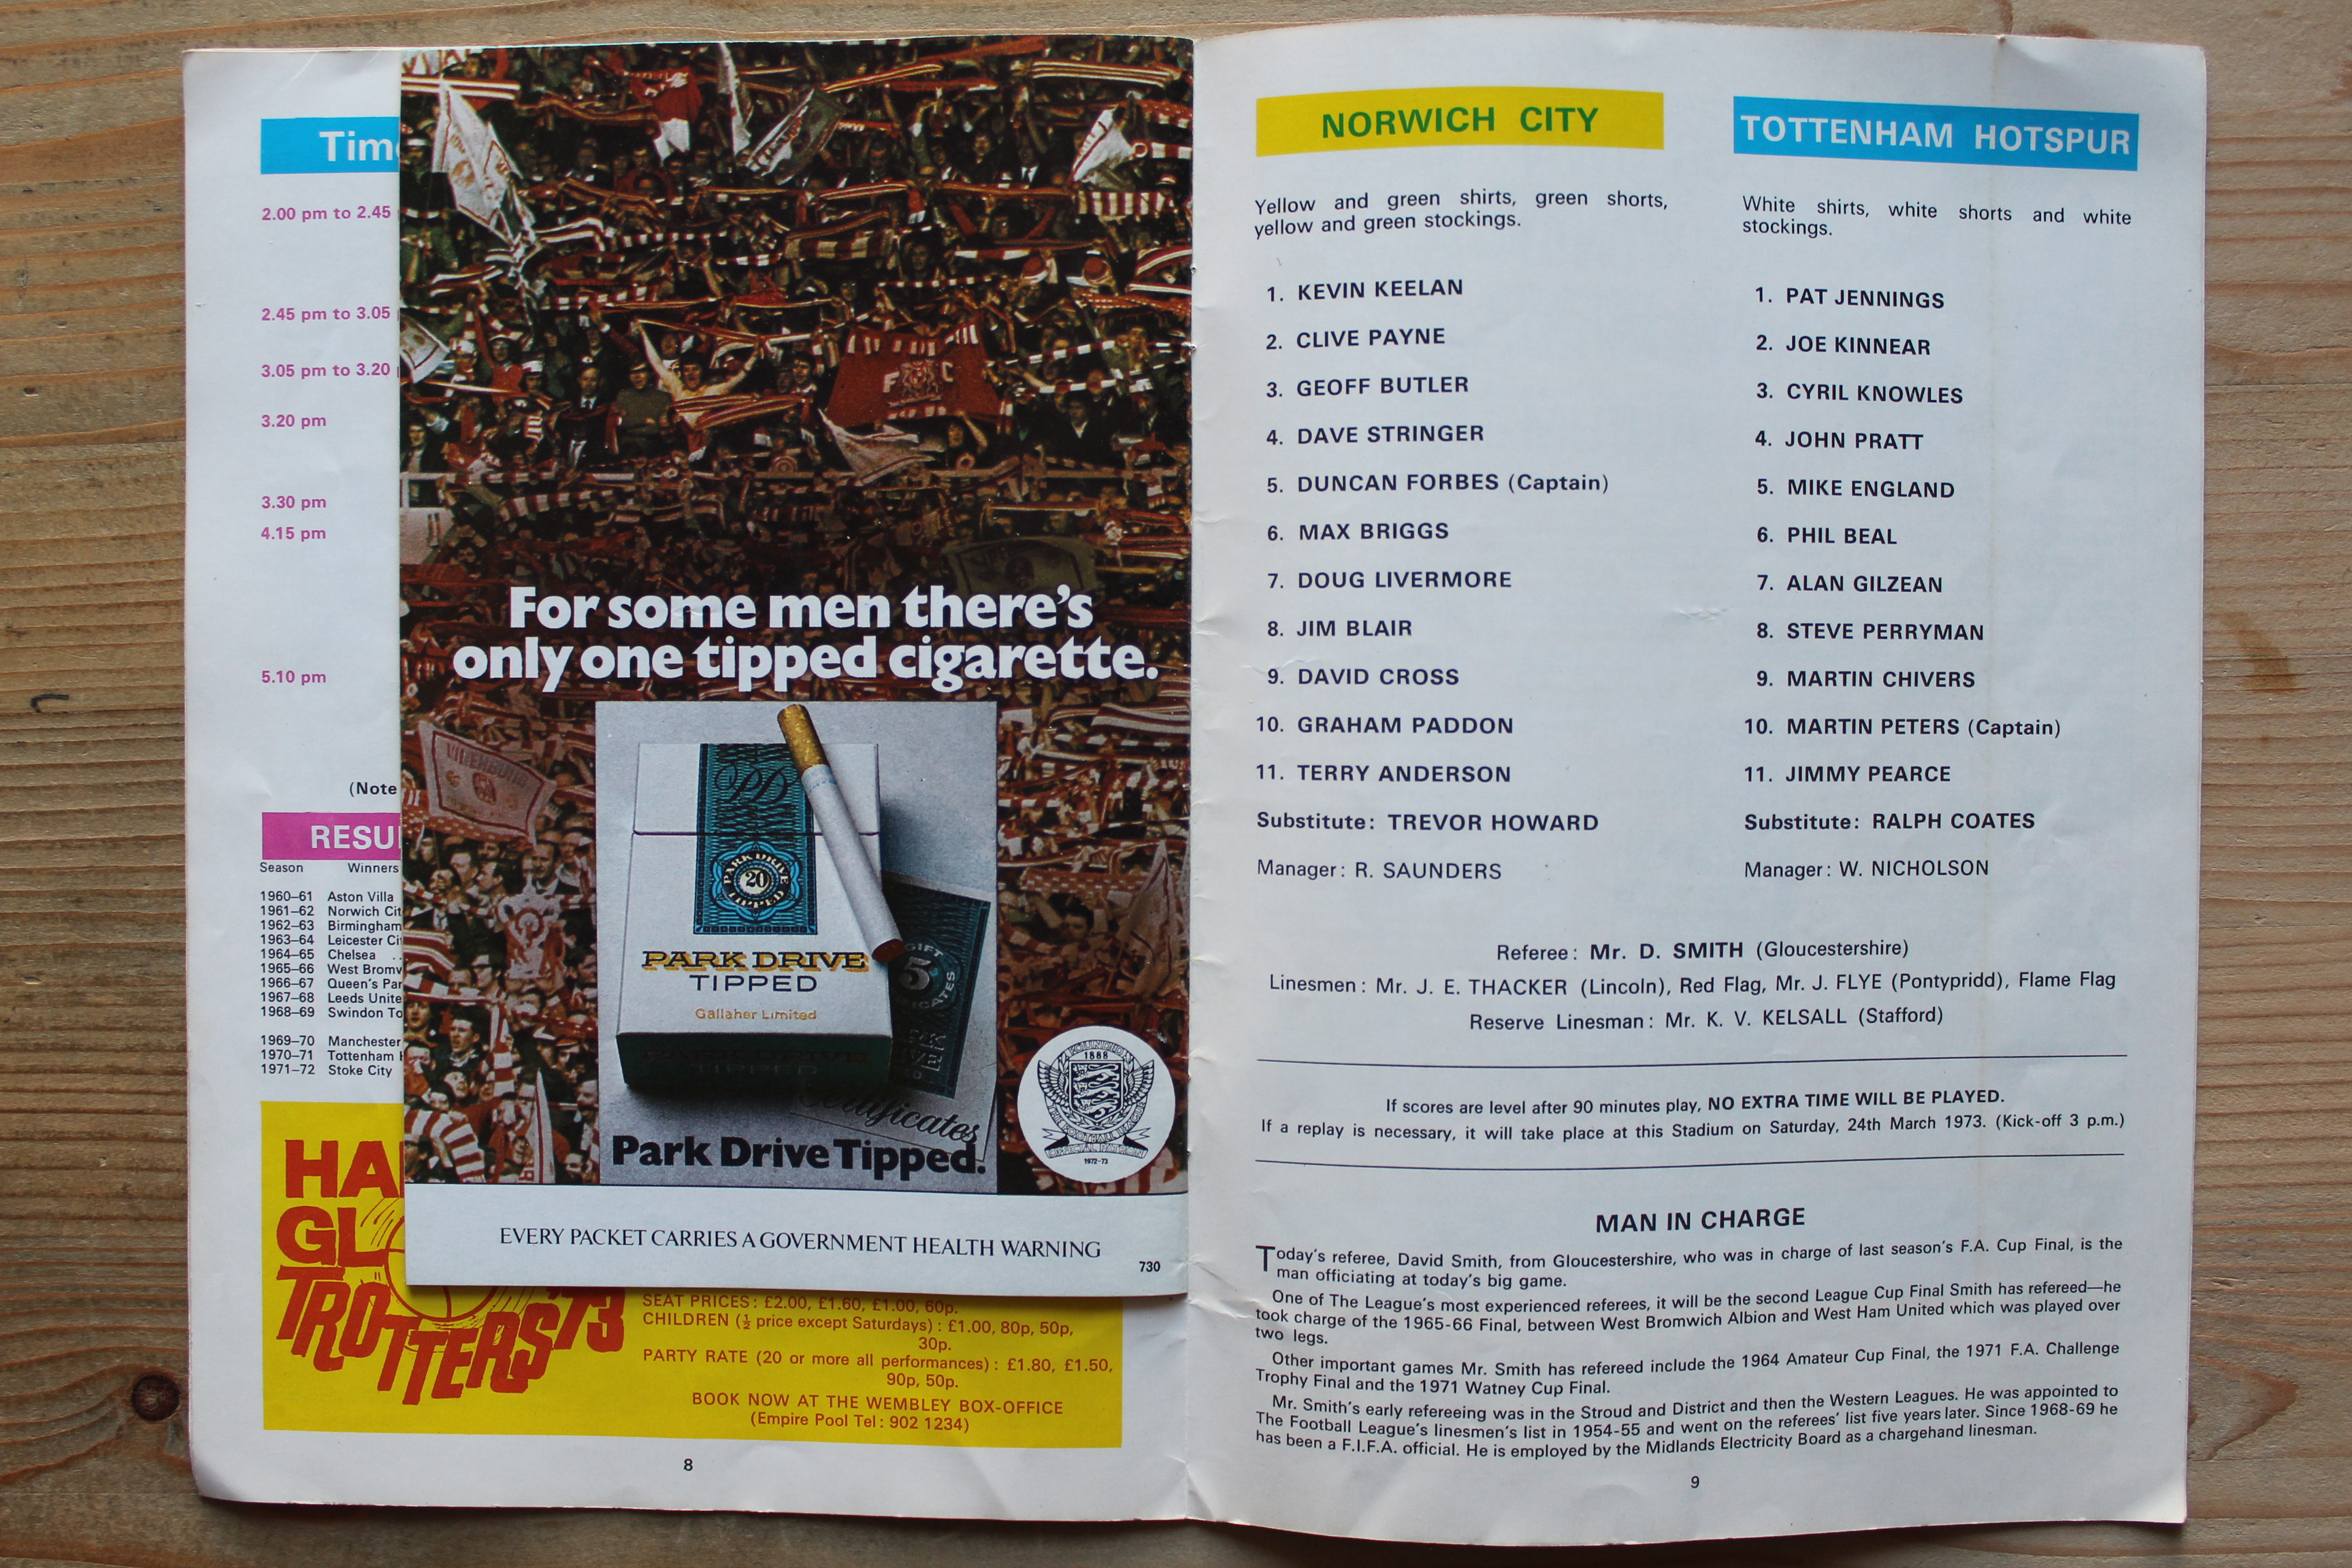 Tim
2.00 pm to 2.45
2.45 pm to 3.05
3.05 pm to 3.20
3.20 pm
3.30 pm
4.15 pm
5.10 pm
(Note
RESU
Season Winners
1960–61 Aston Villa
1961–62 Norwich Cit
1962–63 Birmingham
1963–64 Leicester Ci
1964–65 Chelsea ..
1965–66 West Bromw
1966–67 Queen's Par
1967–68 Leeds Unite
1968–69 Swindon To
1969–70 Manchester
1970–71 Tottenham H
1971–72 Stoke City
HA
GL
TROTTERS'73
SEAT PRICES: £2.00, £1.60, £1.00, 60p.
CHILDREN (½ price except Saturdays) : £1.00, 80p, 50p,
30p.
PARTY RATE (20 or more all performances) : £1.80, £1.50,
90p, 50p.
BOOK NOW AT THE WEMBLEY BOX-OFFICE
(Empire Pool Tel: 902 1234)
8
F C
For some men there's
only one tipped cigarette.
PD
PARK DRIVE
20
TIPPED
PARK DRIVE
TIPPED
Gallaher Limited
GIFT
5
Certificates
Park Drive Tipped.
1888
1972-73
EVERY PACKET CARRIES A GOVERNMENT HEALTH WARNING
730
NORWICH CITY
Yellow and green shirts, green shorts,
yellow and green stockings.
1. KEVIN KEELAN
2. CLIVE PAYNE
3. GEOFF BUTLER
4. DAVE STRINGER
5. DUNCAN FORBES (Captain)
6. MAX BRIGGS
7. DOUG LIVERMORE
8. JIM BLAIR
9. DAVID CROSS
10. GRAHAM PADDON
11. TERRY ANDERSON
Substitute: TREVOR HOWARD
Manager: R. SAUNDERS
TOTTENHAM HOTSPUR
White shirts, white shorts and white
stockings.
1. PAT JENNINGS
2. JOE KINNEAR
3. CYRIL KNOWLES
4. JOHN PRATT
5. MIKE ENGLAND
6. PHIL BEAL
7. ALAN GILZEAN
8. STEVE PERRYMAN
9. MARTIN CHIVERS
10. MARTIN PETERS (Captain)
11. JIMMY PEARCE
Substitute: RALPH COATES
Manager: W. NICHOLSON
Referee: Mr. D. SMITH (Gloucestershire)
Linesmen: Mr. J. E. THACKER (Lincoln), Red Flag, Mr. J. FLYE (Pontypridd), Flame Flag
Reserve Linesman: Mr. K. V. KELSALL (Stafford)
If scores are level after 90 minutes play, NO EXTRA TIME WILL BE PLAYED.
If a replay is necessary, it will take place at this Stadium on Saturday, 24th March 1973. (Kick-off 3 p.m.)
MAN IN CHARGE
Today's referee, David Smith, from Gloucestershire, who was in charge of last season's F.A. Cup Final, is the
man officiating at today's big game.
One of The League's most experienced referees, it will be the second League Cup Final Smith has refereed—he
took charge of the 1965-66 Final, between West Bromwich Albion and West Ham United which was played over
two legs.
Other important games Mr. Smith has refereed include the 1964 Amateur Cup Final, the 1971 F.A. Challenge
Trophy Final and the 1971 Watney Cup Final.
Mr. Smith's early refereeing was in the Stroud and District and then the Western Leagues. He was appointed to
The Football League's linesmen's list in 1954-55 and went on the referees' list five years later. Since 1968-69 he
has been a F.I.F.A. official. He is employed by the Midlands Electricity Board as a chargehand linesman.
9